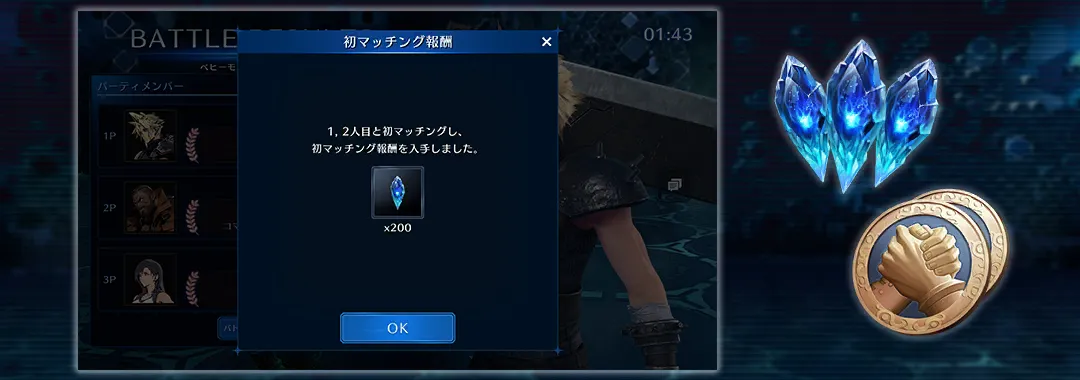 BATTLE
01:43
初マッチング報酬
ベヒーモ
パーティメンバー
1P
1, 2人目と初マッチングし、
初マッチング報酬を入手しました。
2P
x200
3P
OK